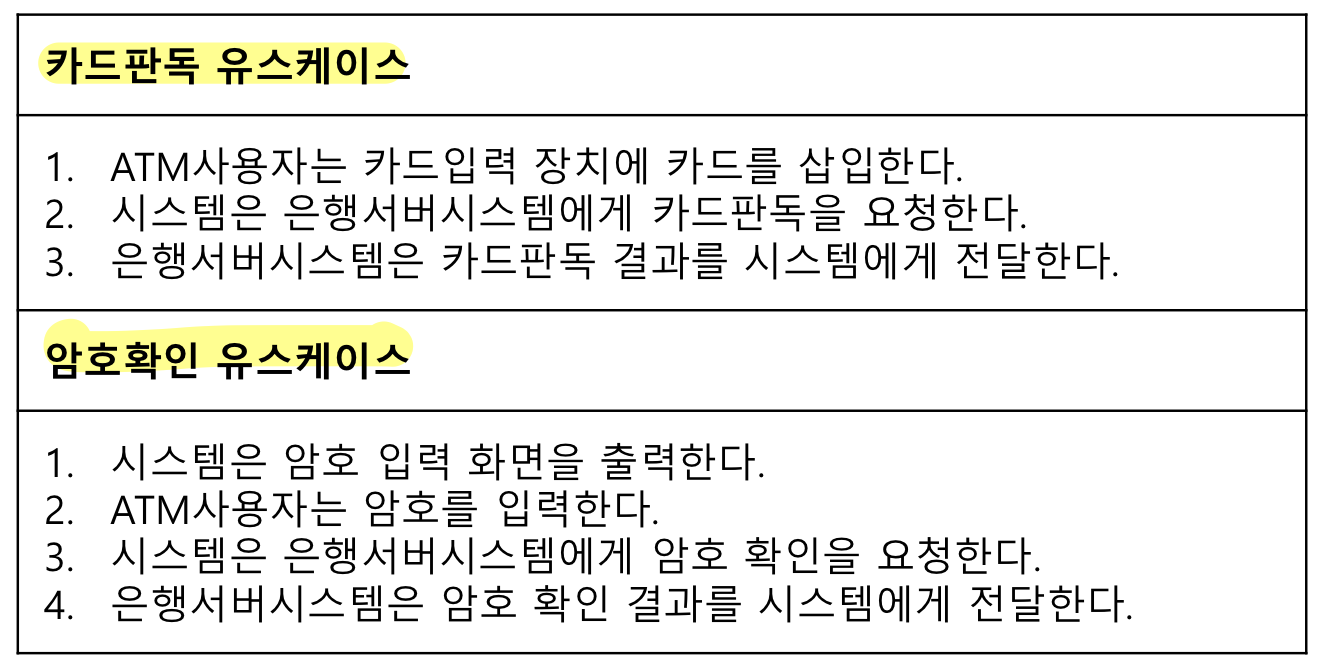 카드판독 유스케이스
1. ATM사용자는 카드입력 장치에 카드를 삽입한다.
2. 시스템은 은행서버시스템에게 카드판독을 요청한다.
3. 은행서버시스템은 카드판독 결과를 시스템에게 전달한다.
암호확인 유스케이스
1. 시스템은 암호 입력 화면을 출력한다.
2. ATM사용자는 암호를 입력한다.
3. 시스템은 은행서버시스템에게 암호 확인을 요청한다.
4. 은행서버시스템은 암호 확인 결과를 시스템에게 전달한다.